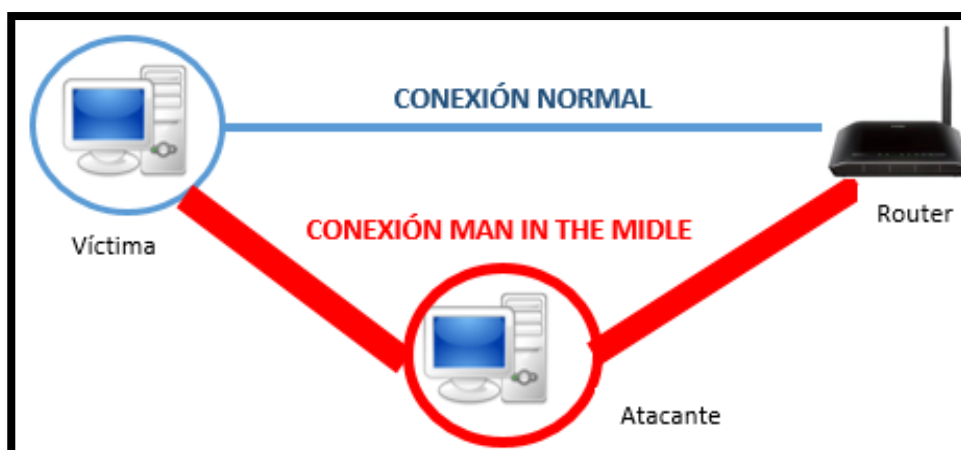 CONEXIÓN NORMAL
Router
CONEXIÓN MAN IN THE MIDLE
Víctima
Atacante